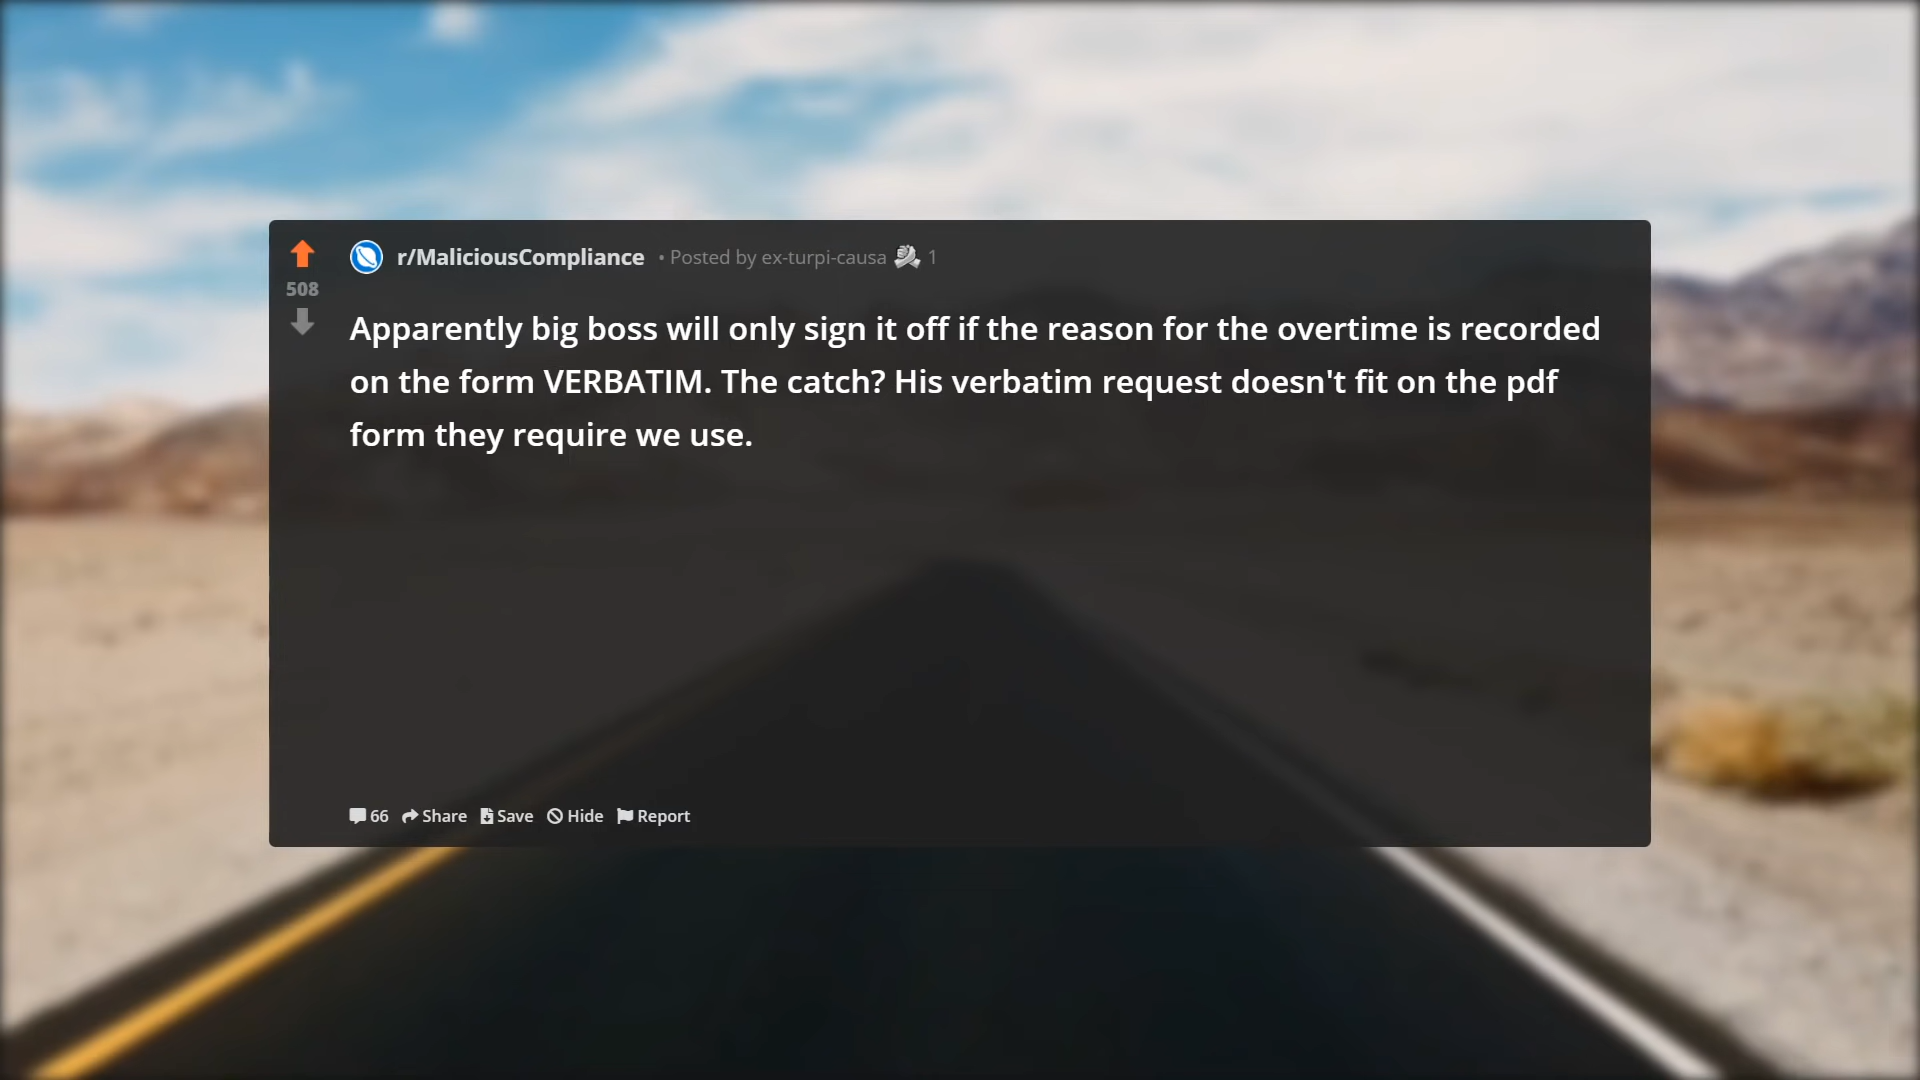 r/MaliciousCompliance • Posted by ex-turpi-causa 1
508
Apparently big boss will only sign it off if the reason for the overtime is recorded
on the form VERBATIM. The catch? His verbatim request doesn't fit on the pdf
form they require we use.
66 Share Save Hide Report